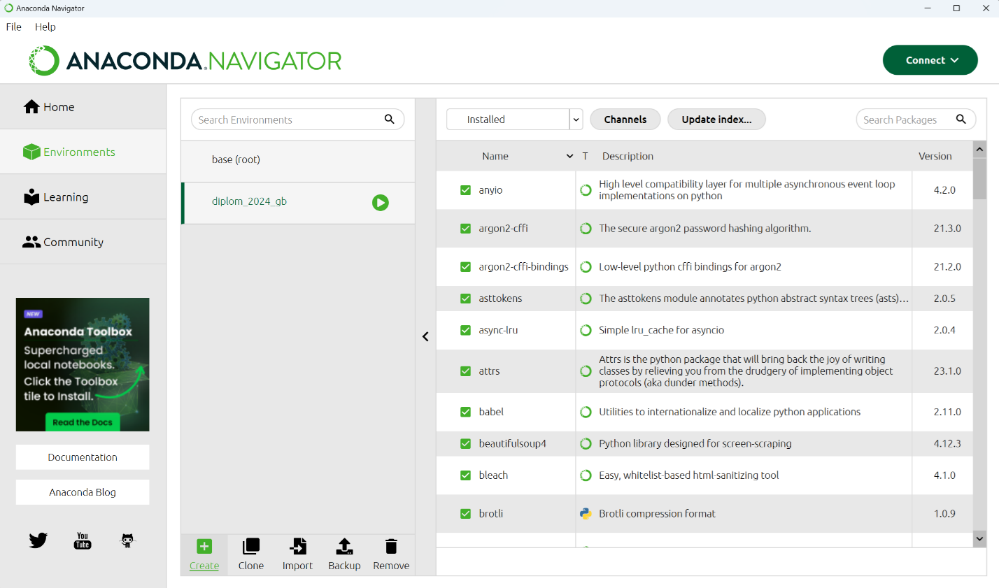 Anaconda Navigator
File Help
ANACONDA.NAVIGATOR
Connect
Home
Environments
Learning
Community
NEW
Anaconda Toolbox
Supercharged
local notebooks.
Click the Toolbox
tile to Install.
Read the Docs
Documentation
Anaconda Blog
You
Tube
Search Environments
base (root)
diplom_2024_gb
Create Clone Import Backup Remove
Installed Channels Update index... Search Packages
Name T Description Version
anyio High level compatibility layer for multiple asynchronous event loop
implementations on python 4.2.0
argon2-cffi The secure argon2 password hashing algorithm. 21.3.0
argon2-cffi-bindings Low-level python cffi bindings for argon2 21.2.0
asttokens The asttokens module annotates python abstract syntax trees (asts)... 2.0.5
async-lru Simple lru_cache for asyncio 2.0.4
attrs Attrs is the python package that will bring back the joy of writing
classes by relieving you from the drudgery of implementing object
protocols (aka dunder methods). 23.1.0
babel Utilities to internationalize and localize python applications 2.11.0
beautifulsoup4 Python library designed for screen-scraping 4.12.3
bleach Easy, whitelist-based html-sanitizing tool 4.1.0
brotli Brotli compression format 1.0.9